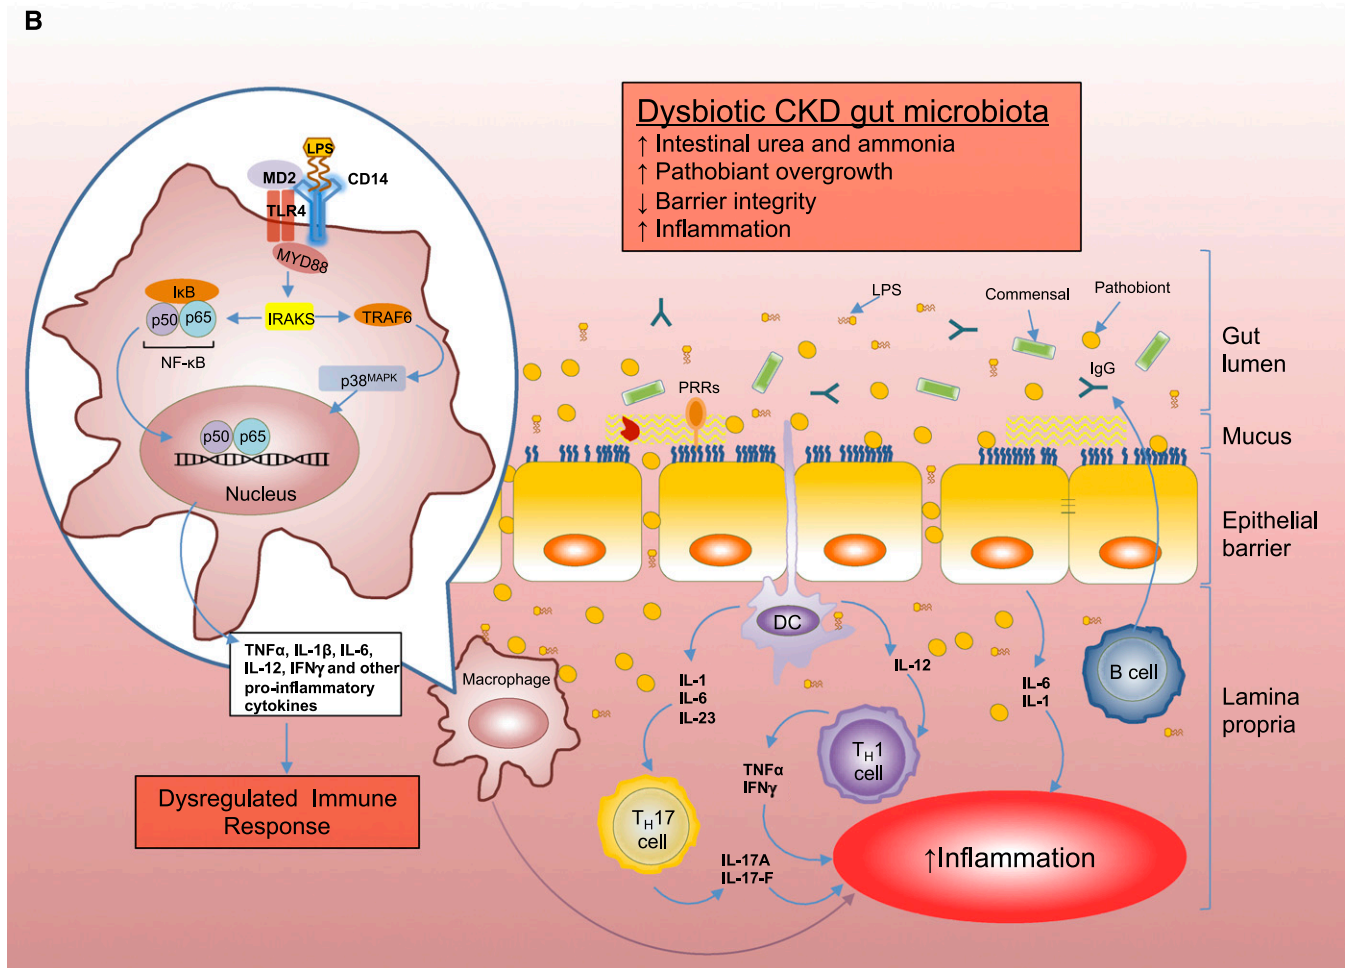 B
Dysbiotic CKD gut microbiota
↑ Intestinal urea and ammonia
↑ Pathobiant overgrowth
↓ Barrier integrity
↑ Inflammation
LPS
MD2
CD14
TLR4
MYD88
IκB
p50
p65
IRAKS
TRAF6
NF-κB
p38MAPK
p50
p65
Nucleus
TNFα, IL-1β, IL-6,
IL-12, IFNγ and other
pro-inflammatory
cytokines
Dysregulated Immune
Response
LPS
Commensal
Pathobiont
IgG
PRRs
Gut
lumen
Mucus
Epithelial
barrier
Lamina
propria
DC
Macrophage
IL-1
IL-6
IL-23
IL-12
IL-6
IL-1
B cell
TH1
cell
TNFα
IFNγ
TH17
cell
IL-17A
IL-17-F
↑Inflammation